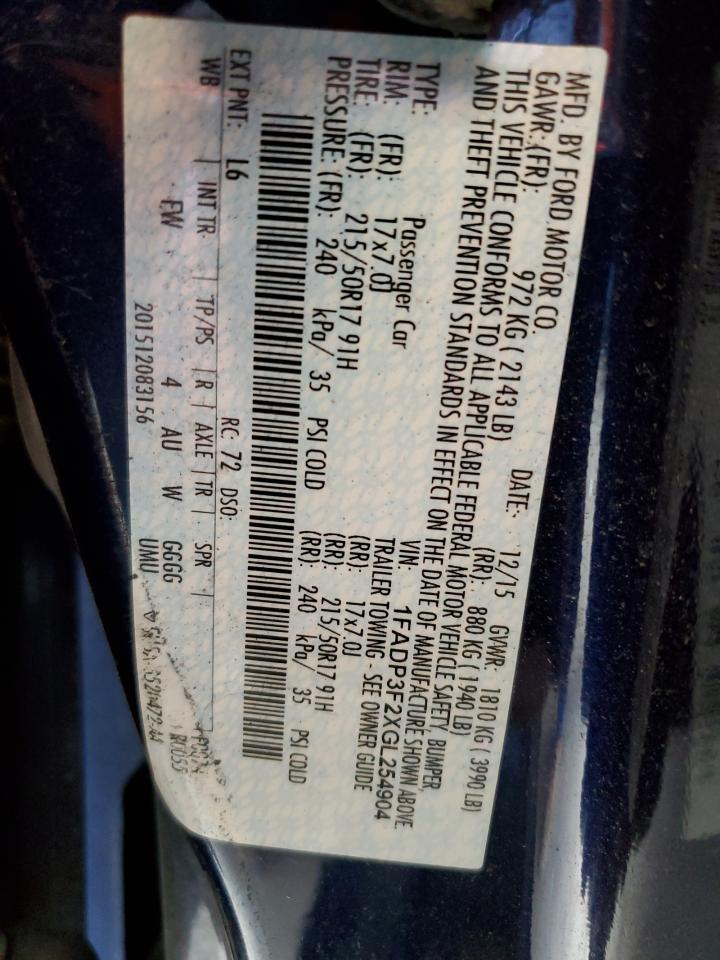 MFD. BY FORD MOTOR CO. DATE: 12/15 GVWR: 1810 KG ( 3990 LB)
GAWR: (FR): 972 KG ( 2143 LB) (RR): 880 KG ( 1940 LB)
THIS VEHICLE CONFORMS TO ALL APPLICABLE FEDERAL MOTOR VEHICLE SAFETY, BUMPER,
AND THEFT PREVENTION STANDARDS IN EFFECT ON THE DATE OF MANUFACTURE SHOWN ABOVE.
VIN: 1FADP3F2XGL254904
TYPE: Passenger Car TRAILER TOWING - SEE OWNER GUIDE
RIM: (FR): 17x7.0J (RR): 17x7.0J
TIRE: (FR): 215/50R17 91H (RR): 215/50R17 91H
PRESSURE: (FR): 240 kPa/ 35 PSI COLD (RR): 240 kPa/ 35 PSI COLD
EXT PNT: L6 RC: 72 DSO:
WB | INT TR | TP/PS | R | AXLE | TR | SPR |
EW 4 AU W GGGG
201512083156 UMU